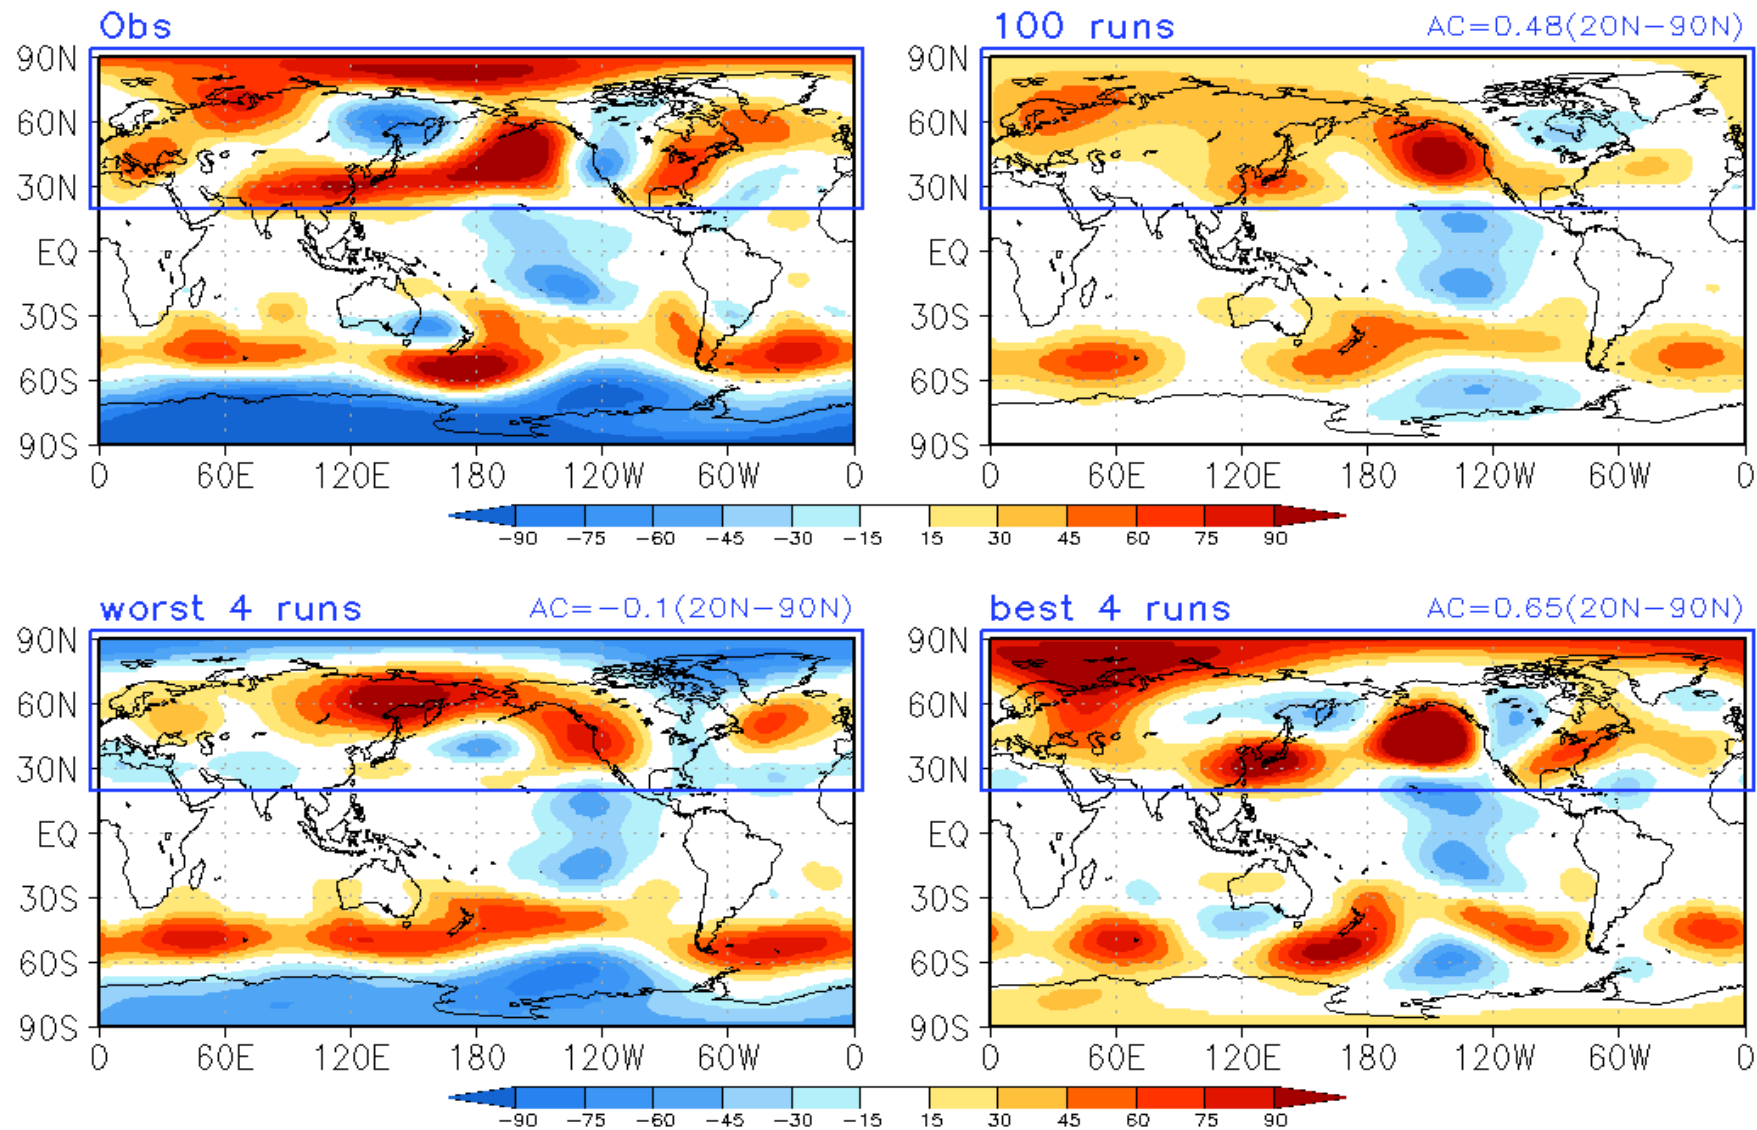 Obs
100 runs AC=0.48(20N−90N)
90N 90N
60N 60N
30N 30N
EQ EQ
30S 30S
60S 60S
90S 90S
0 60E 120E 180 120W 60W 0 0 60E 120E 180 120W 60W 0
−90 −75 −60 −45 −30 −15 15 30 45 60 75 90
worst 4 runs AC=−0.1(20N−90N)
best 4 runs AC=0.65(20N−90N)
90N 90N
60N 60N
30N 30N
EQ EQ
30S 30S
60S 60S
90S 90S
0 60E 120E 180 120W 60W 0 0 60E 120E 180 120W 60W 0
−90 −75 −60 −45 −30 −15 15 30 45 60 75 90